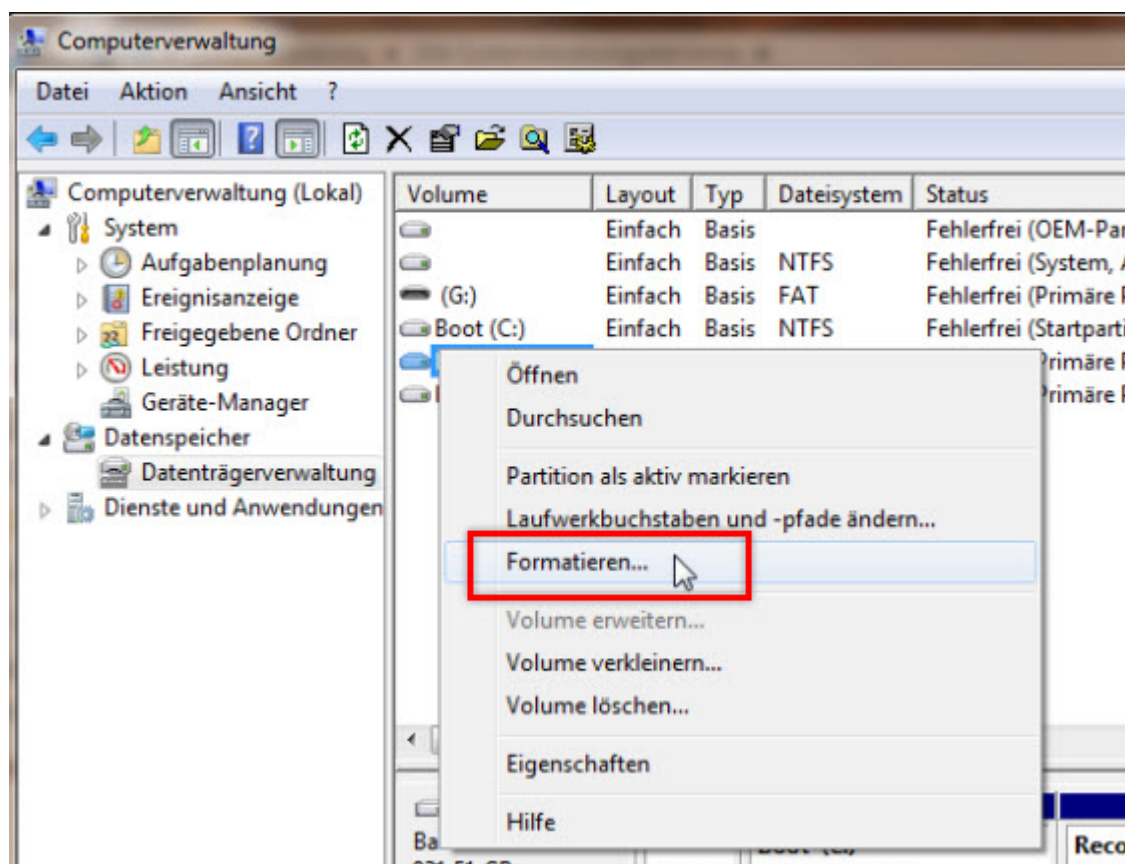 Computerverwaltung
Datei Aktion Ansicht ?
Computerverwaltung (Lokal)
System
Aufgabenplanung
Ereignisanzeige
Freigegebene Ordner
Leistung
Geräte-Manager
Datenspeicher
Datenträgerverwaltung
Dienste und Anwendungen
Volume Layout Typ Dateisystem Status
Einfach Basis Fehlerfrei (OEM-Par
Einfach Basis NTFS Fehlerfrei (System, A
(G:) Einfach Basis FAT Fehlerfrei (Primäre P
Boot (C:) Einfach Basis NTFS Fehlerfrei (Startparti
Primäre P
Primäre P
Öffnen
Durchsuchen
Partition als aktiv markieren
Laufwerkbuchstaben und -pfade ändern...
Formatieren...
Volume erweitern...
Volume verkleinern...
Volume löschen...
Eigenschaften
Hilfe
Ba
Reco